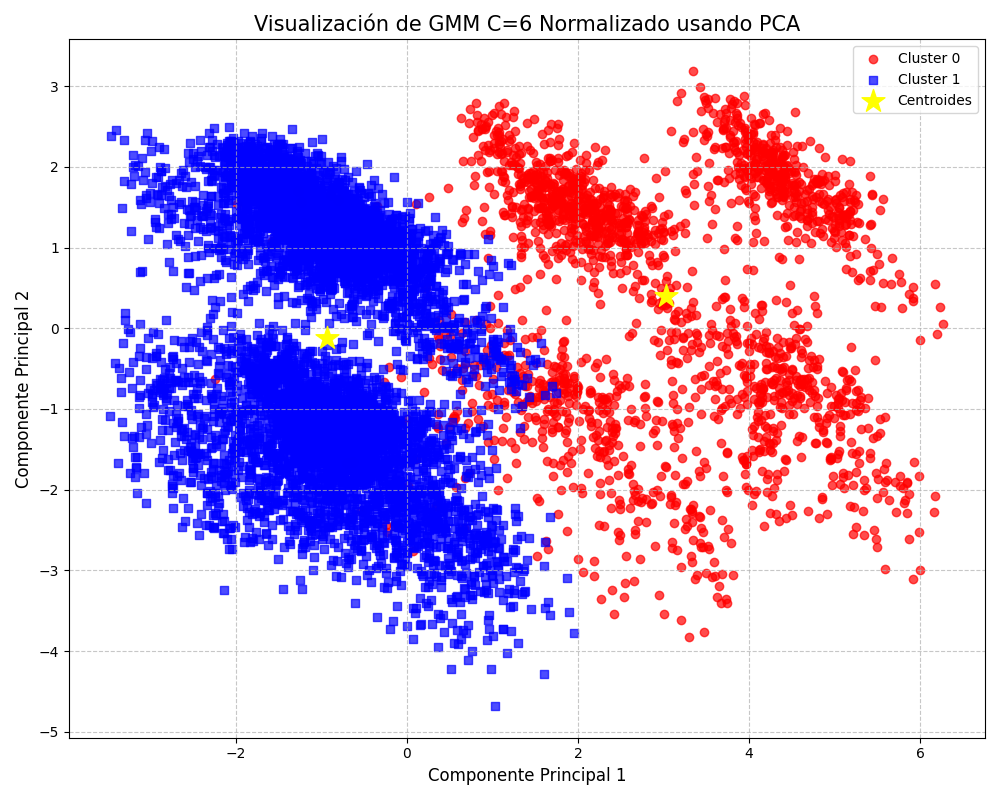 Visualización de GMM C=6 Normalizado usando PCA
Cluster 0
Cluster 1
Centroides
3
2
1
0
−1
−2
−3
−4
−5
Componente Principal 2
−2
0
2
4
6
Componente Principal 1